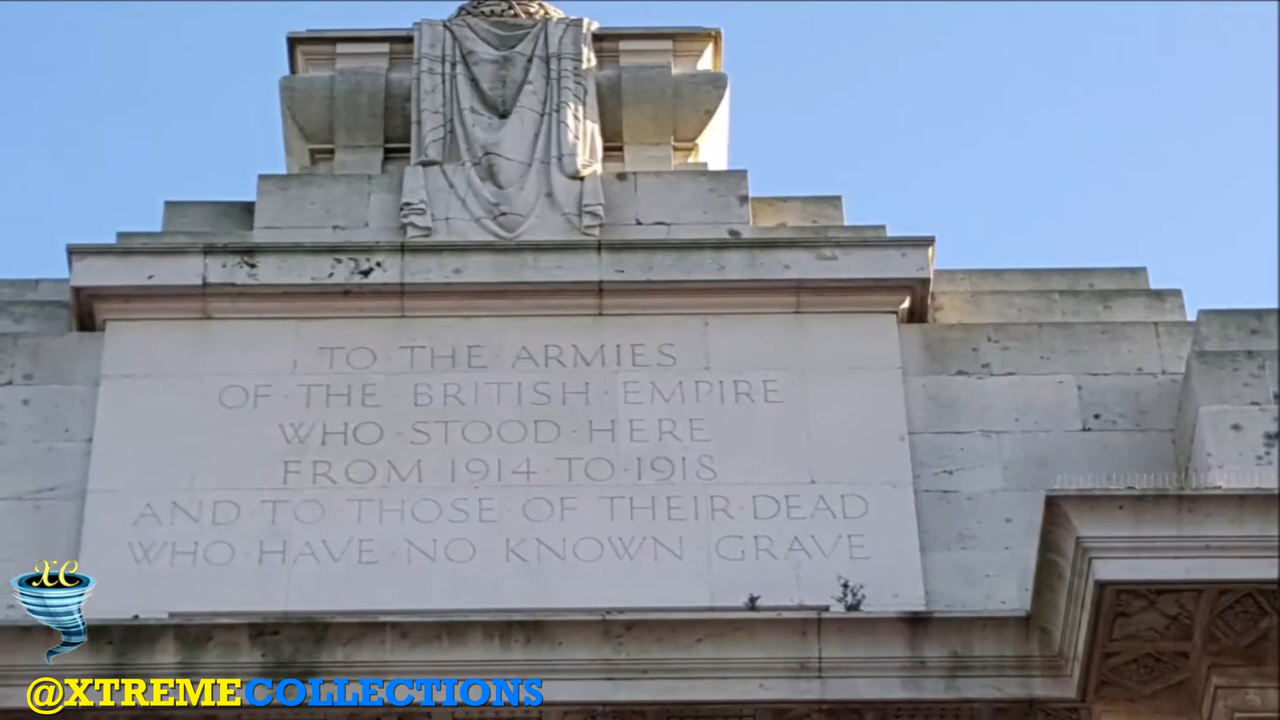 TO·THE·ARMIES
OF·THE·BRITISH·EMPIRE
WHO·STOOD·HERE
FROM·1914·TO·1918
AND·TO·THOSE·OF·THEIR·DEAD
WHO·HAVE·NO·KNOWN·GRAVE
XC
@XTREMECOLLECTIONS